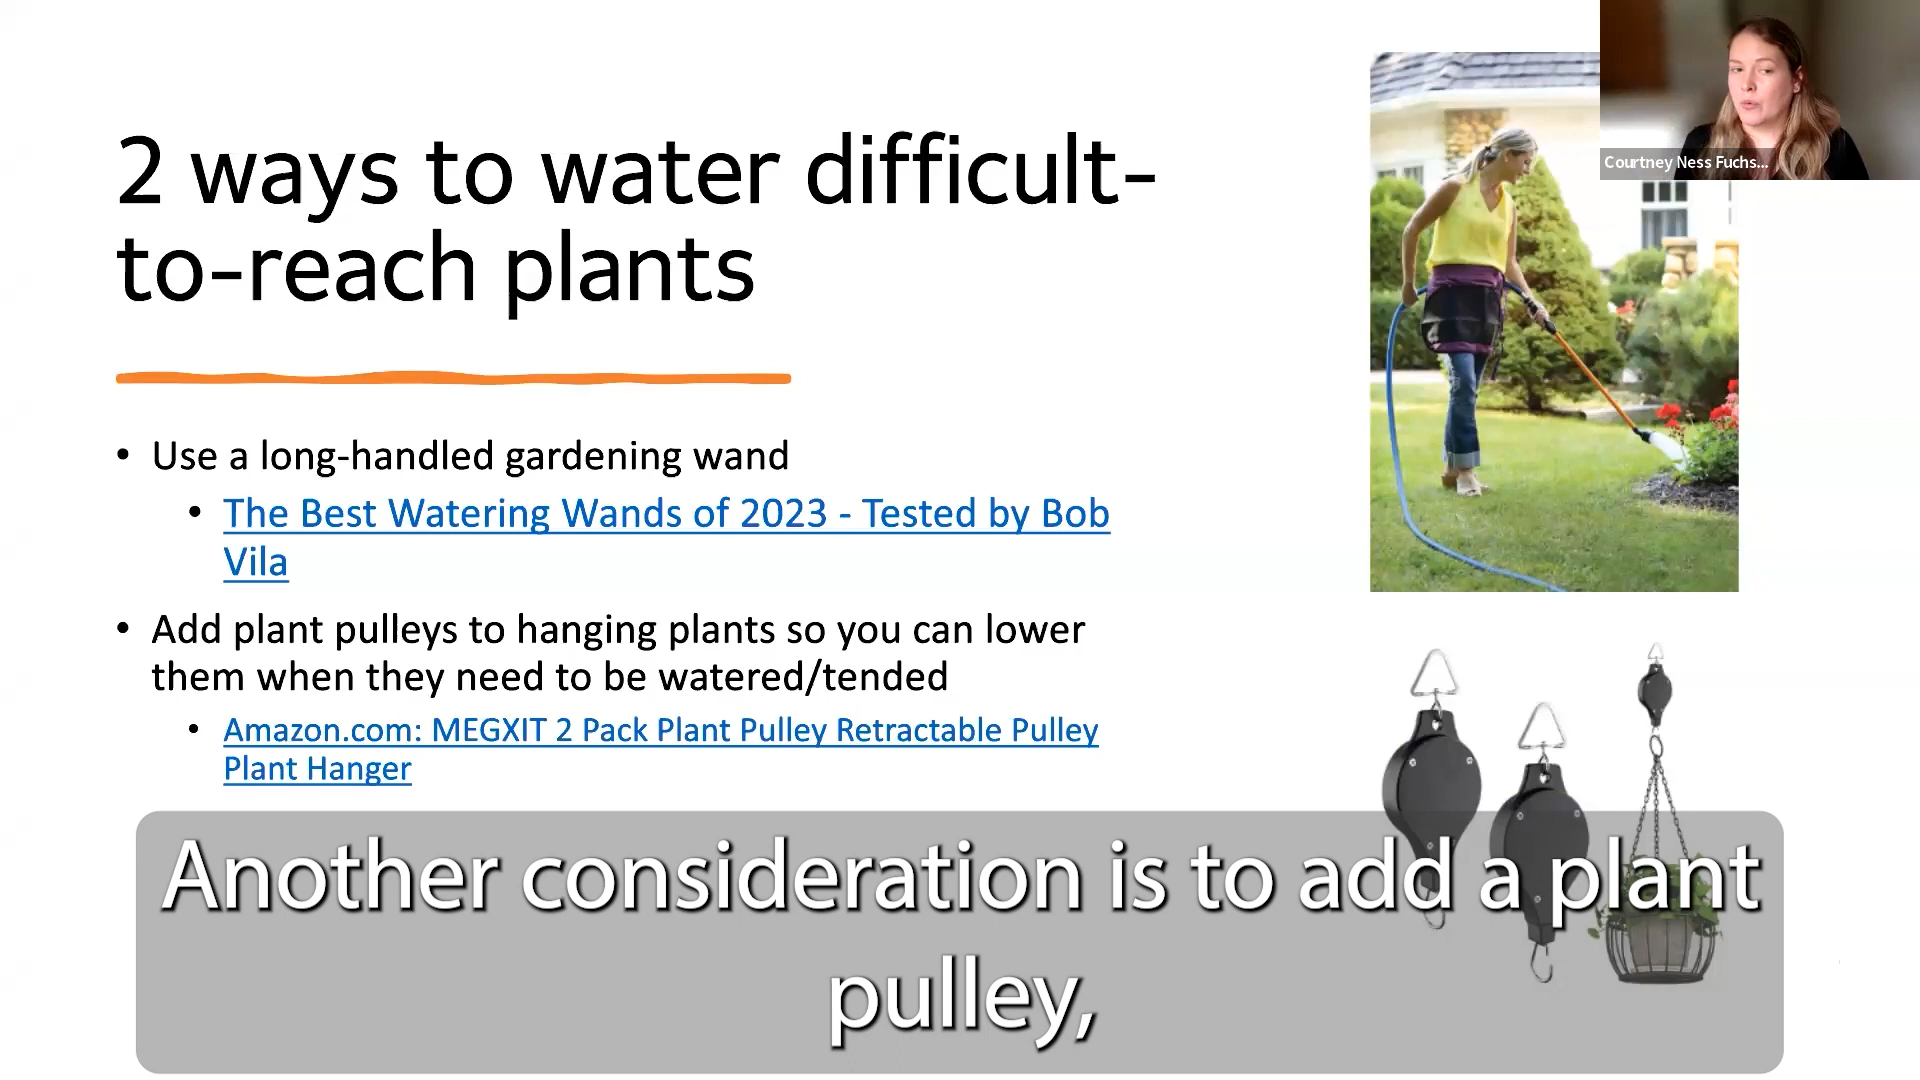 2 ways to water difficult-
to-reach plants
Courtney Ness Fuchs...
• Use a long-handled gardening wand
• The Best Watering Wands of 2023 - Tested by Bob
Vila
• Add plant pulleys to hanging plants so you can lower
them when they need to be watered/tended
• Amazon.com: MEGXIT 2 Pack Plant Pulley Retractable Pulley
Plant Hanger
Another consideration is to add a plant
pulley,